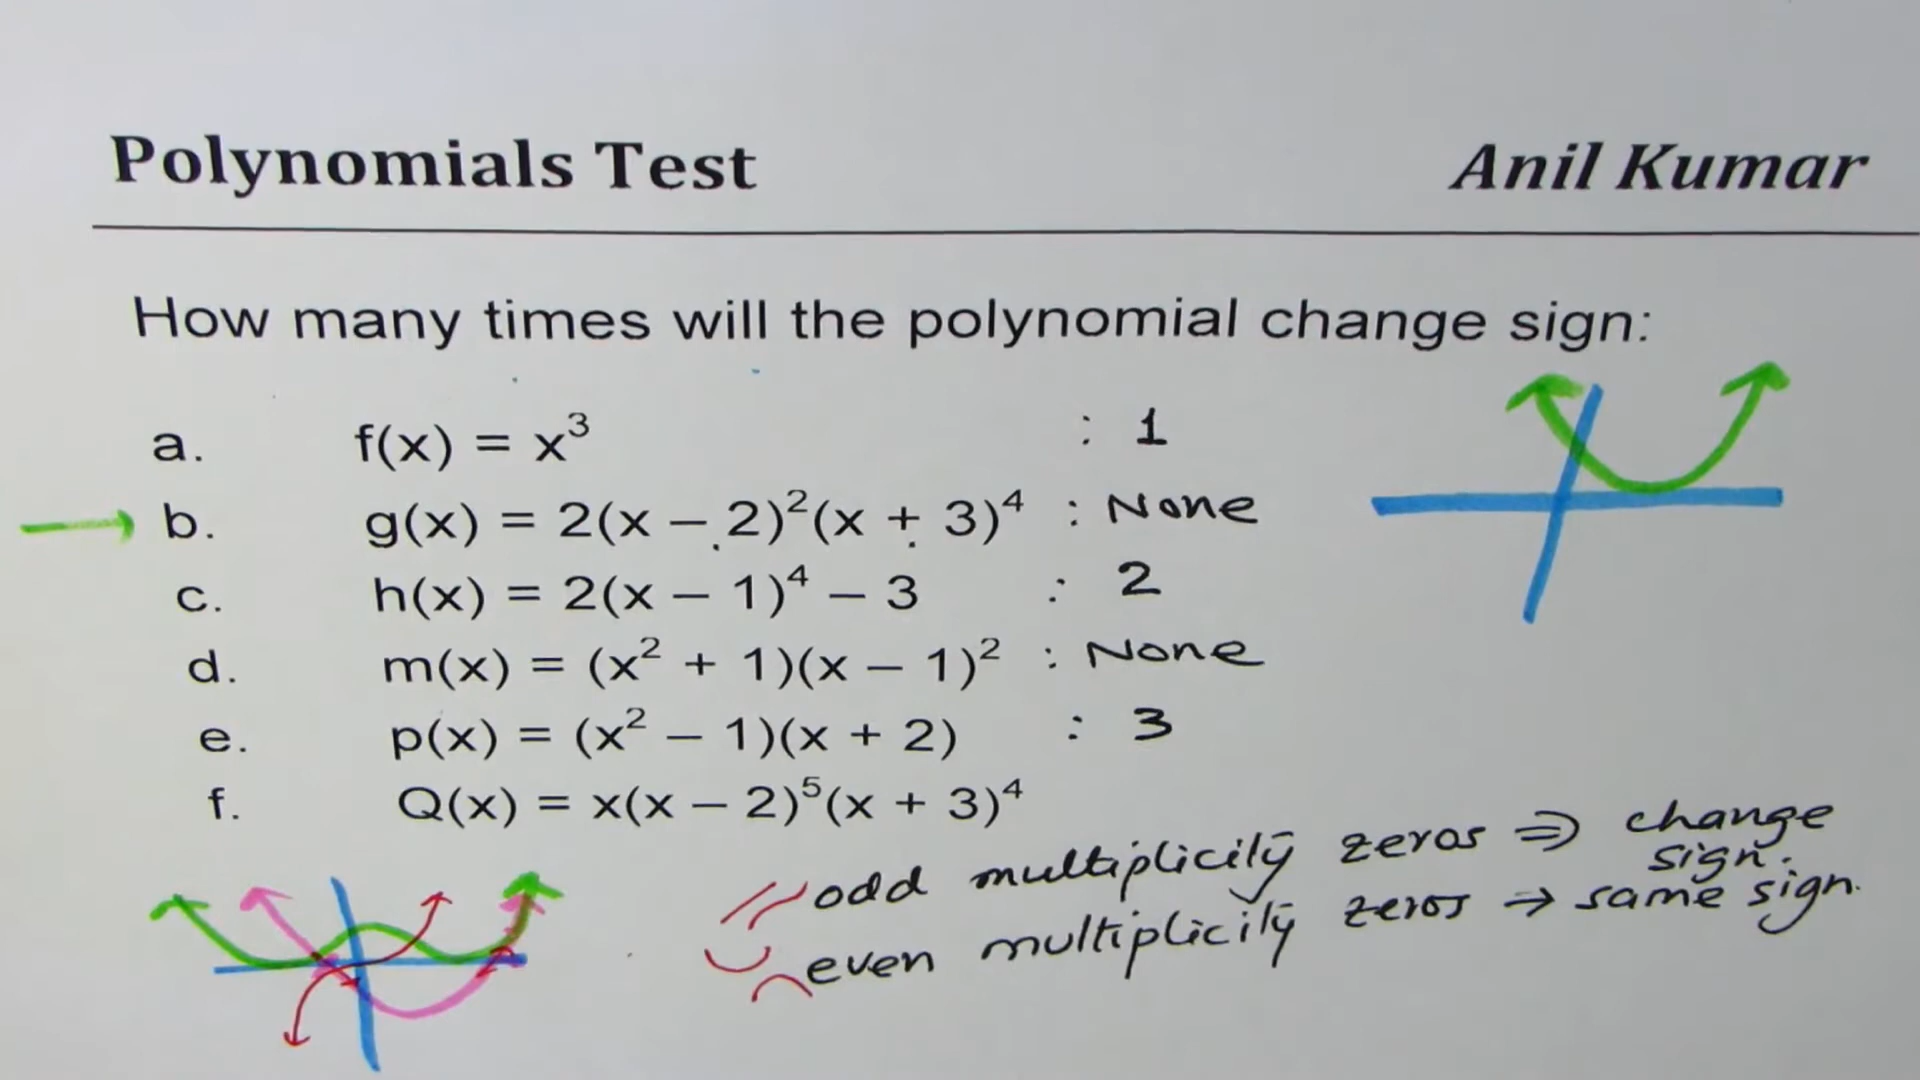 Polynomials Test Anil Kumar
How many times will the polynomial change sign:
a. f(x) = x³ : 1
b. g(x) = 2(x – 2)²(x + 3)⁴ : None
c. h(x) = 2(x – 1)⁴ – 3 : 2
d. m(x) = (x² + 1)(x – 1)² : None
e. p(x) = (x² – 1)(x + 2) : 3
f. Q(x) = x(x – 2)⁵(x + 3)⁴
odd multiplicity zeros ⇒ change
sign.
even multiplicity zeros → same sign.